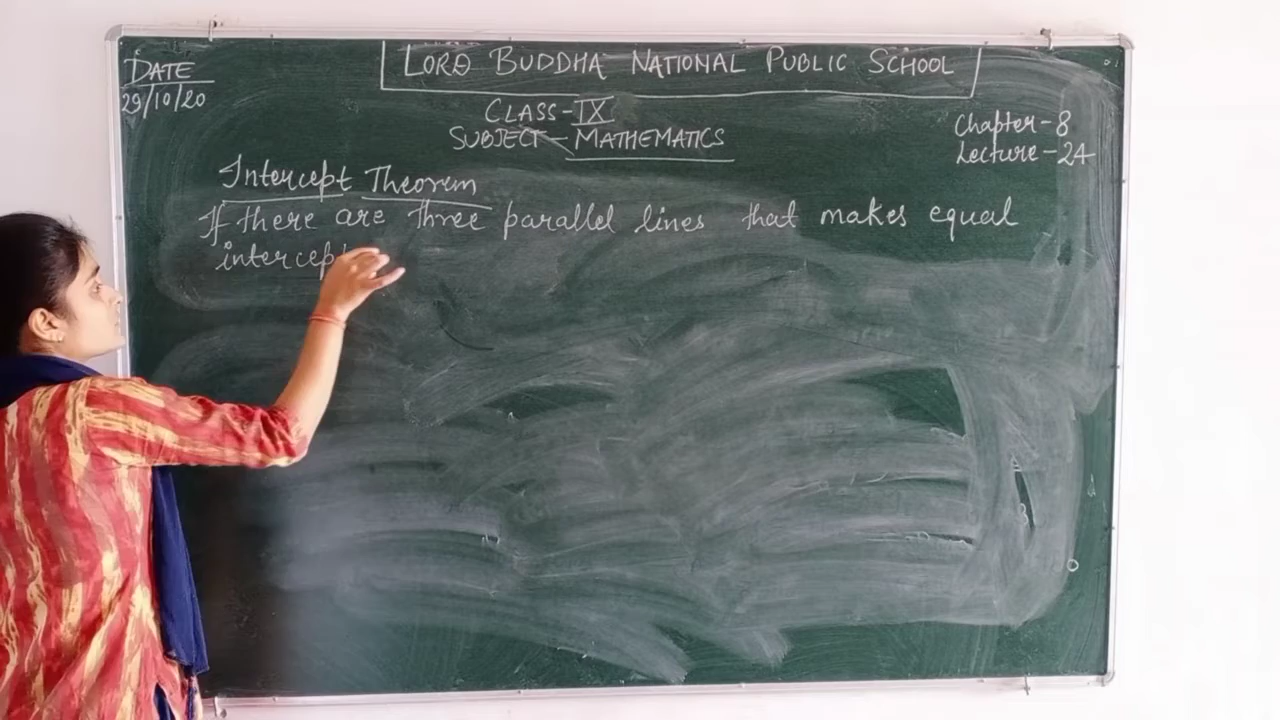 DATE
29/10/20
LORD BUDDHA NATIONAL PUBLIC SCHOOL
CLASS-IX
SUBJECT- MATHEMATICS
Chapter-8
Lecture-24
Intercept Theorem
If there are three parallel lines that makes equal
intercept